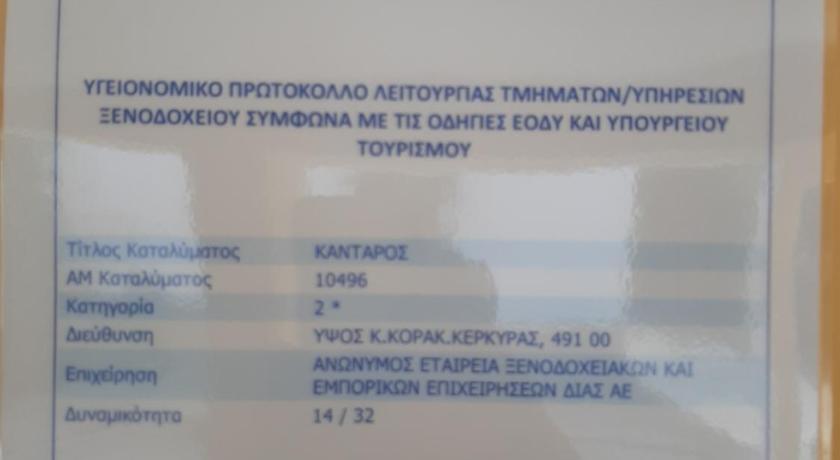 ΥΓΕΙΟΝΟΜΙΚΟ ΠΡΩΤΟΚΟΛΛΟ ΛΕΙΤΟΥΡΓΙΑΣ ΤΜΗΜΑΤΩΝ/ΥΠΗΡΕΣΙΩΝ
ΞΕΝΟΔΟΧΕΙΟΥ ΣΥΜΦΩΝΑ ΜΕ ΤΙΣ ΟΔΗΓΙΕΣ ΕΟΔΥ ΚΑΙ ΥΠΟΥΡΓΕΙΟΥ
ΤΟΥΡΙΣΜΟΥ
Τίτλος Καταλύματος ΚΑΝΤΑΡΟΣ
ΑΜ Καταλύματος 10496
Κατηγορία 2 *
Διεύθυνση ΥΨΟΣ Κ.ΚΟΡΑΚ.ΚΕΡΚΥΡΑΣ, 491 00
Επιχείρηση ΑΝΩΝΥΜΟΣ ΕΤΑΙΡΕΙΑ ΞΕΝΟΔΟΧΕΙΑΚΩΝ ΚΑΙ
ΕΜΠΟΡΙΚΩΝ ΕΠΙΧΕΙΡΗΣΕΩΝ ΔΙΑΣ ΑΕ
Δυναμικότητα 14 / 32